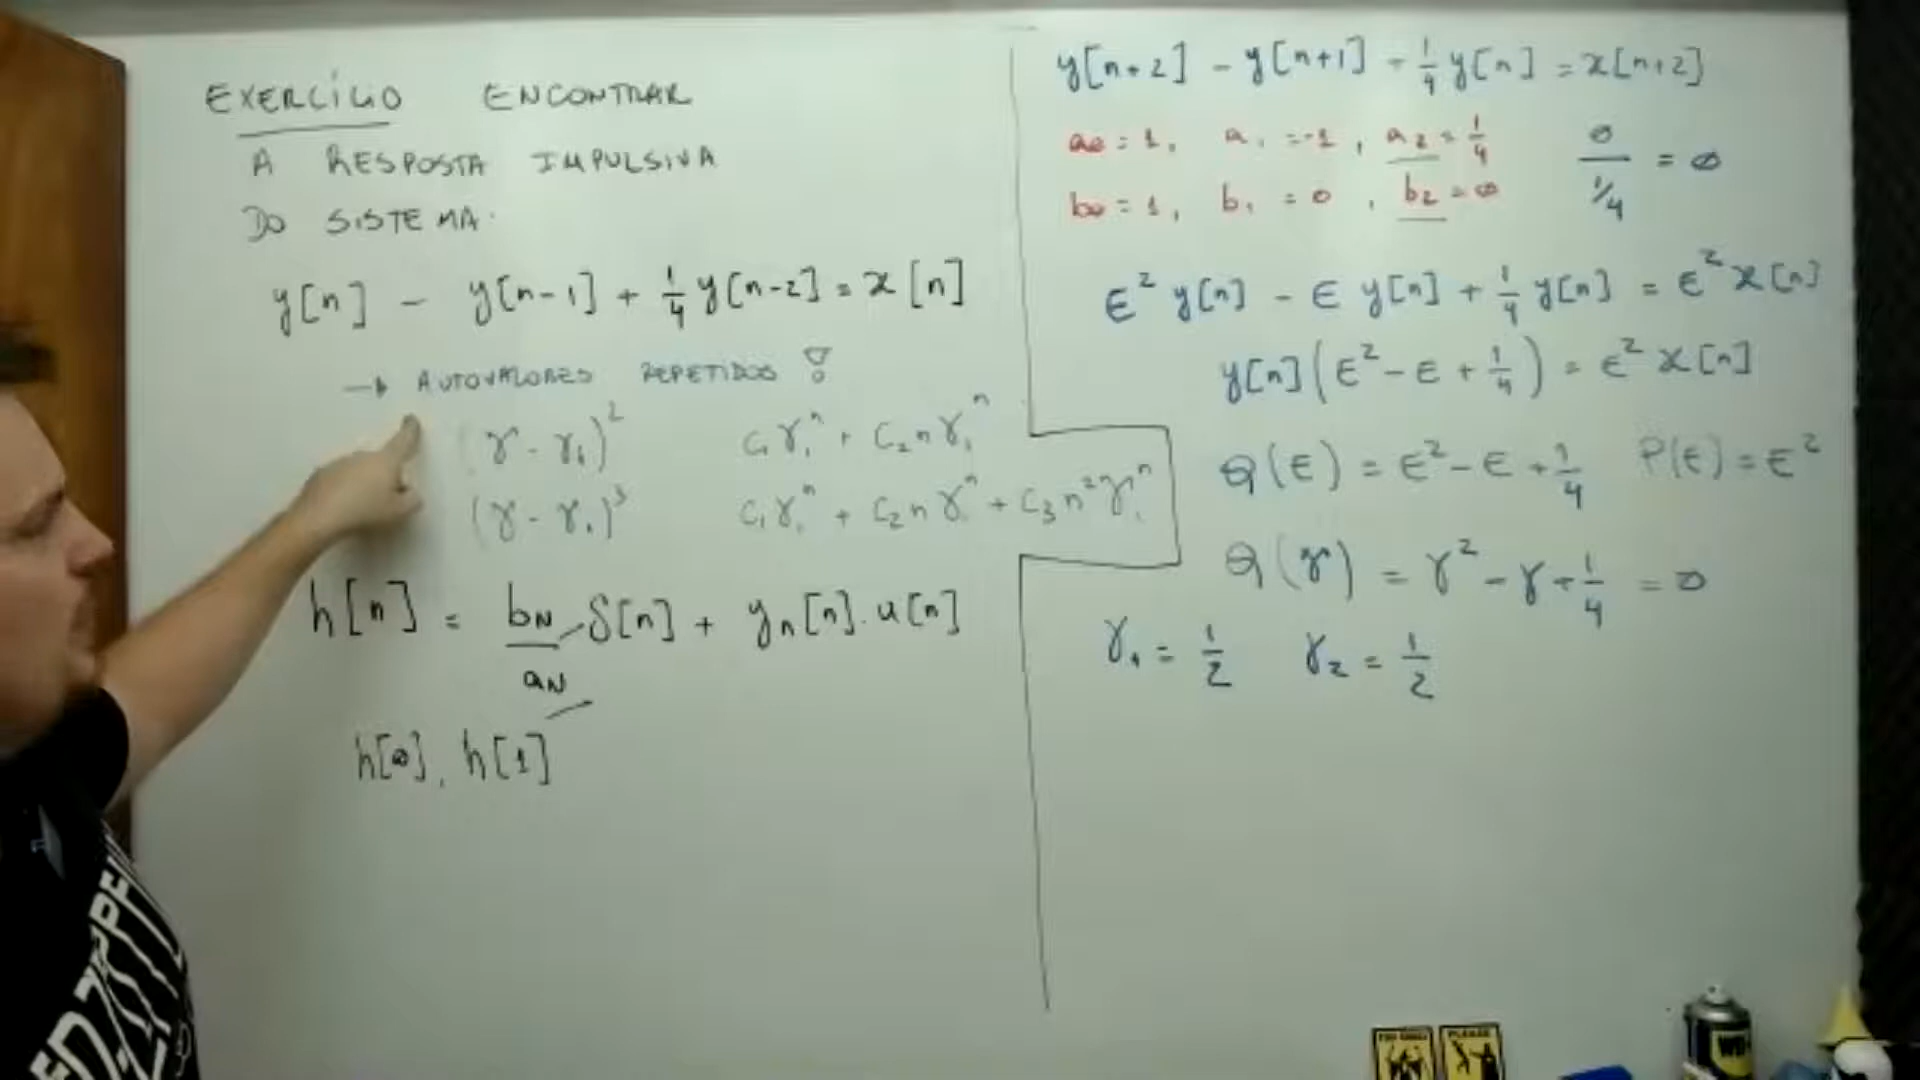 EXERCÍCIO ENCONTRAR
A RESPOSTA IMPULSIVA
DO SISTEMA:
y[n] - y[n-1] + 1/4 y[n-2] = x[n]
→ AUTOVALORES REPETIDOS !
(γ - γ₁)² C₁γ₁ⁿ + C₂nγ₁ⁿ
(γ - γ₁)³ C₁γ₁ⁿ + C₂nγ₁ⁿ + C₃n²γ₁ⁿ
h[n] = bN/aN δ[n] + yn[n].u[n]
h[0], h[1]
y[n+2] - y[n+1] + 1/4 y[n] = x[n+2]
a0 = 1, a1 = -1, a2 = 1/4
b0 = 1, b1 = 0, b2 = 0
0/1/4 = 0
E² y[n] - E y[n] + 1/4 y[n] = E² x[n]
y[n](E² - E + 1/4) = E² x[n]
Q(E) = E² - E + 1/4 P(E) = E²
Q(γ) = γ² - γ + 1/4 = 0
γ₁ = 1/2 γ₂ = 1/2
PLEASE
WD